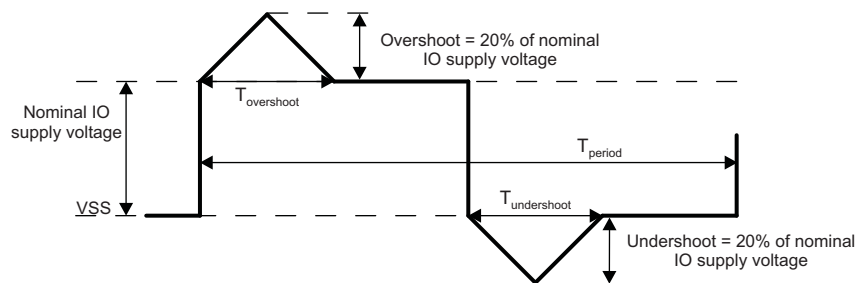 Overshoot = 20% of nominal
IO supply voltage
Nominal IO
supply voltage
Tovershoot
Tperiod
VSS
Tundershoot
Undershoot = 20% of nominal
IO supply voltage